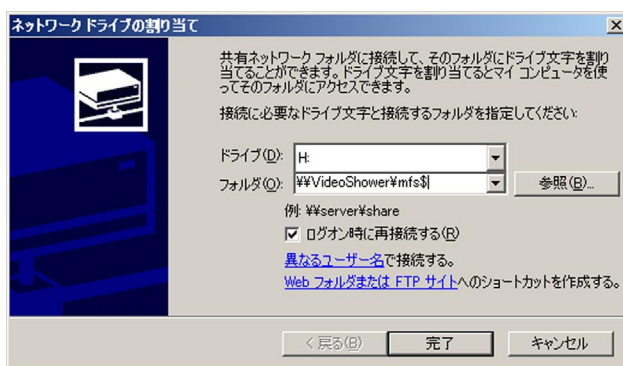 ネットワーク ドライブの割り当て
共有ネットワーク フォルダに接続して、そのフォルダにドライブ文字を割り
当てることができます。ドライブ文字を割り当てるとマイ コンピュータを使
ってそのフォルダにアクセスできます。
接続に必要なドライブ文字と接続するフォルダを指定してください:
ドライブ(D): H:
フォルダ(O): ¥¥VideoShower¥mfs$ 参照(B)...
例: ¥¥server¥share
ログオン時に再接続する(R)
異なるユーザー名で接続する。
Web フォルダまたは FTP サイトへのショートカットを作成する。
< 戻る(B) 完了 キャンセル